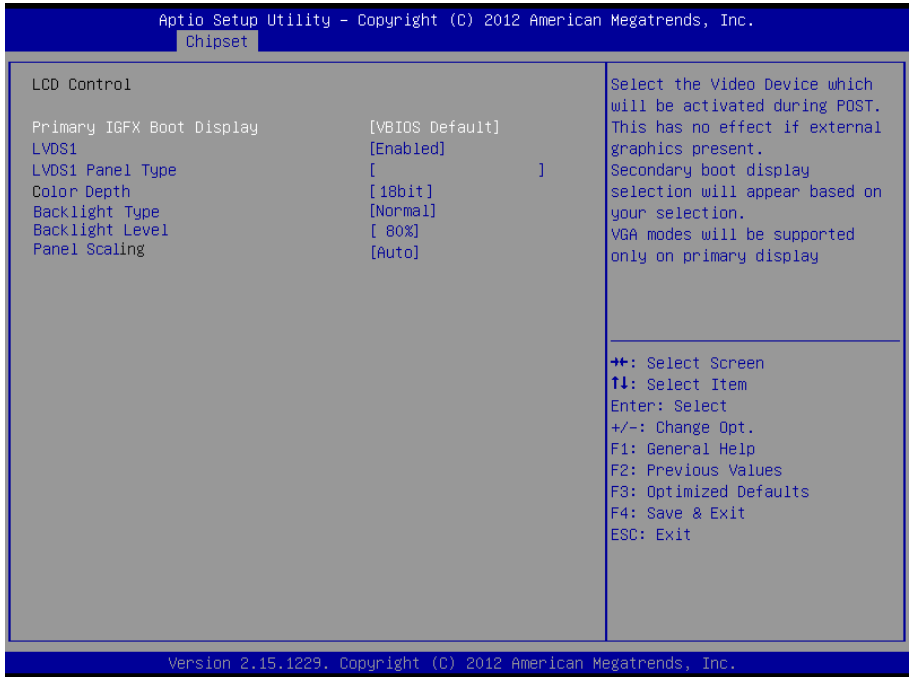 Aptio Setup Utility – Copyright (C) 2012 American Megatrends, Inc.
Chipset
LCD Control
Primary IGFX Boot Display [VBIOS Default]
LVDS1 [Enabled]
LVDS1 Panel Type [ ]
Color Depth [18bit]
Backlight Type [Normal]
Backlight Level [ 80%]
Panel Scaling [Auto]
Select the Video Device which
will be activated during POST.
This has no effect if external
graphics present.
Secondary boot display
selection will appear based on
your selection.
VGA modes will be supported
only on primary display
→←: Select Screen
↑↓: Select Item
Enter: Select
+/-: Change Opt.
F1: General Help
F2: Previous Values
F3: Optimized Defaults
F4: Save & Exit
ESC: Exit
Version 2.15.1229. Copyright (C) 2012 American Megatrends, Inc.